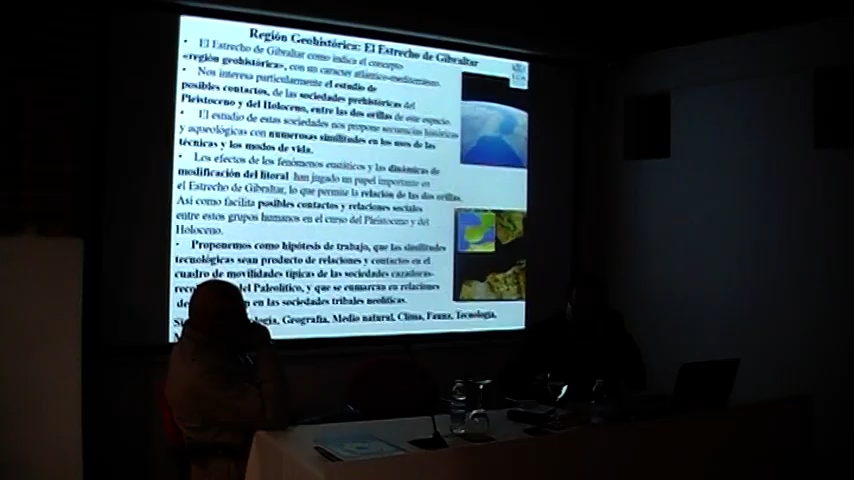 Región Geohistórica: El Estrecho de Gibraltar
• El Estrecho de Gibraltar como indica el concepto
«región geohistórica», con un caracter atlántico-mediterráneo.
• Nos interesa particularmente el estudio de
posibles contactos, de las sociedades prehistóricas del
Pleistoceno y del Holoceno, entre las dos orillas de este espacio.
• El estudio de estas sociedades nos propone secuencias históricas
y arqueológicas con numerosas similitudes en los usos de las
técnicas y los modos de vida.
• Los efectos de los fenómenos eustáticos y las dinámicas de
modificación del litoral han jugado un papel importante en
el Estrecho de Gibraltar, lo que permite la relación de las dos orillas.
Así como facilita posibles contactos y relaciones sociales
entre estos grupos humanos en el curso del Pleistoceno y del
Holoceno.
• Proponemos como hipótesis de trabajo, que las similitudes
tecnológicas sean producto de relaciones y contactos en el
cuadro de movilidades típicas de las sociedades cazadoras-
del Paleolítico, y que se enmarcan en relaciones
en las sociedades tribales neolíticas.
Geografía, Medio natural, Clima, Fauna, Tecnología,